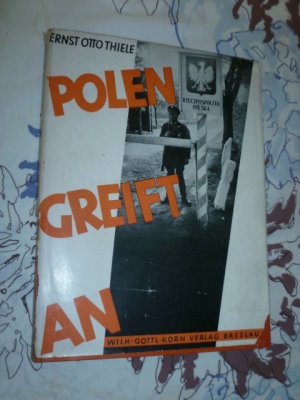 ERNST OTTO THIELE
POLEN
GREIFT
AN
RZECZPOSPOLITA
POLSKA
WILH · GOTTL · KORN VERLAG BRESLAU